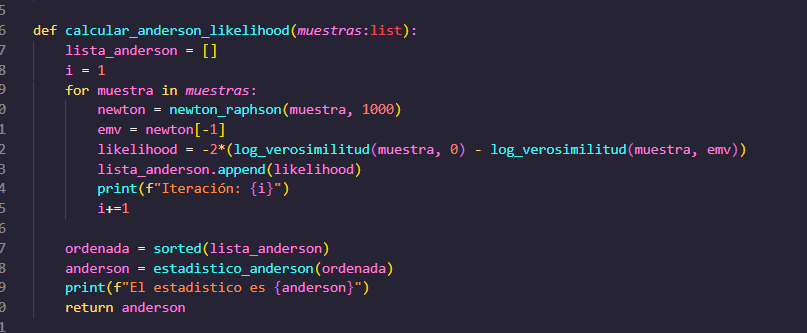 5
6 def calcular_anderson_likelihood(muestras:list):
7     lista_anderson = []
8     i = 1
9     for muestra in muestras:
0         newton = newton_raphson(muestra, 1000)
1         emv = newton[-1]
2         likelihood = -2*(log_verosimilitud(muestra, 0) - log_verosimilitud(muestra, emv))
3         lista_anderson.append(likelihood)
4         print(f"Iteración: {i}")
5         i+=1
6
7     ordenada = sorted(lista_anderson)
8     anderson = estadistico_anderson(ordenada)
9     print(f"El estadistico es {anderson}")
0     return anderson
1